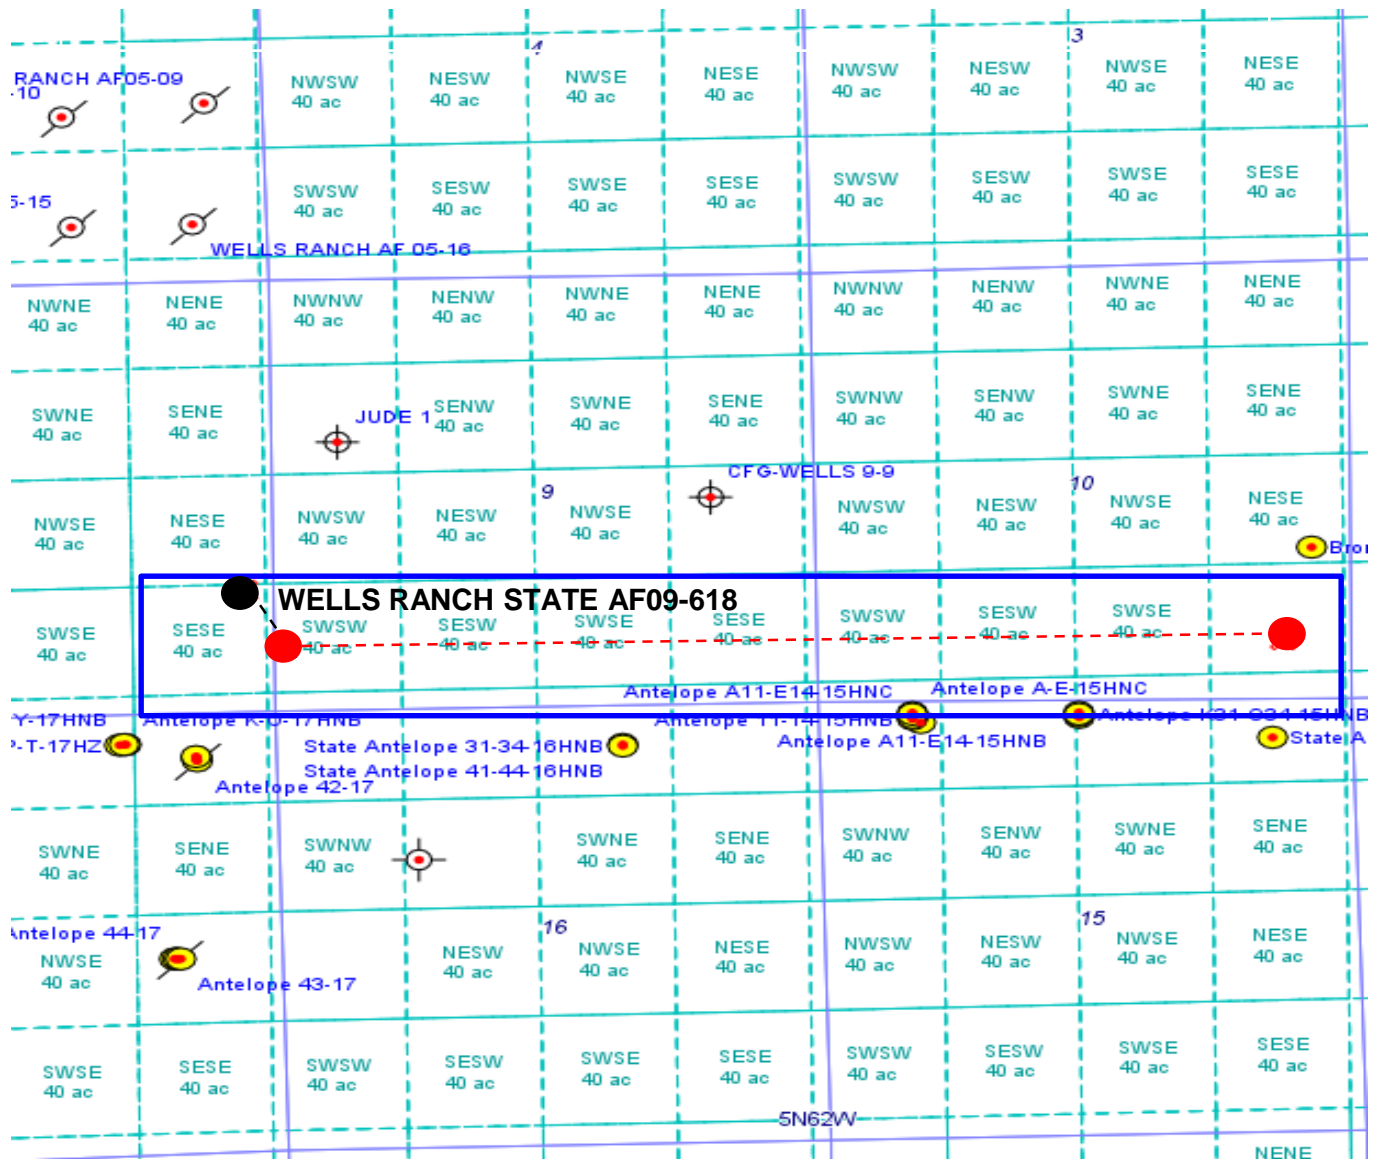 4
3
RANCH AF05-09
-10
NWSW
40 ac
NESW
40 ac
NWSE
40 ac
NESE
40 ac
NWSW
40 ac
NESW
40 ac
NWSE
40 ac
NESE
40 ac
5-15
SWSW
40 ac
SESW
40 ac
SWSE
40 ac
SESE
40 ac
SWSW
40 ac
SESW
40 ac
SWSE
40 ac
SESE
40 ac
WELLS RANCH AF 05-16
NWNE
40 ac
NENE
40 ac
NWNW
40 ac
NENW
40 ac
NWNE
40 ac
NENE
40 ac
NWNW
40 ac
NENW
40 ac
NWNE
40 ac
NENE
40 ac
SWNE
40 ac
SENE
40 ac
JUDE 1
SENW
40 ac
SWNE
40 ac
SENE
40 ac
SWNW
40 ac
SENW
40 ac
SWNE
40 ac
SENE
40 ac
CFG-WELLS 9-9
9
10
NWSE
40 ac
NESE
40 ac
NWSW
40 ac
NESW
40 ac
NWSE
40 ac
NWSW
40 ac
NESW
40 ac
NWSE
40 ac
NESE
40 ac
Bron
WELLS RANCH STATE AF09-618
SWSE
40 ac
SESE
40 ac
SWSW
40 ac
SESW
40 ac
SWSE
40 ac
SESE
40 ac
SWSW
40 ac
SESW
40 ac
SWSE
40 ac
Antelope A11-E14-15HNC
Antelope A-E-15HNC
Y-17HNB
Antelope K-O-17HNB
Antelope 11-14-15HNB
Antelope K31-O34-15HNB
P-T-17HZ
State Antelope 31-34-16HNB
Antelope A11-E14-15HNB
State A
State Antelope 41-44-16HNB
Antelope 42-17
SWNE
40 ac
SENE
40 ac
SWNW
40 ac
SWNE
40 ac
SENE
40 ac
SWNW
40 ac
SENW
40 ac
SWNE
40 ac
SENE
40 ac
16
15
Antelope 44-17
NWSE
40 ac
Antelope 43-17
NESW
40 ac
NWSE
40 ac
NESE
40 ac
NWSW
40 ac
NESW
40 ac
NWSE
40 ac
NESE
40 ac
SWSE
40 ac
SESE
40 ac
SWSW
40 ac
SESW
40 ac
SWSE
40 ac
SESE
40 ac
SWSW
40 ac
SESW
40 ac
SWSE
40 ac
SESE
40 ac
5N62W
NENE